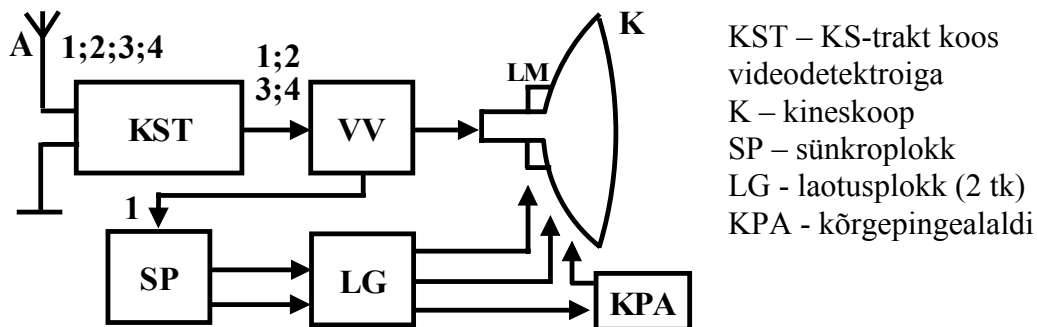 A
1;2;3;4
1;2
3;4
KST
VV
LM
K
1
SP
LG
KPA
KST – KS-trakt koos
videodetektroiga
K – kineskoop
SP – sünkroplokk
LG - laotusplokk (2 tk)
KPA - kõrgepingealaldi